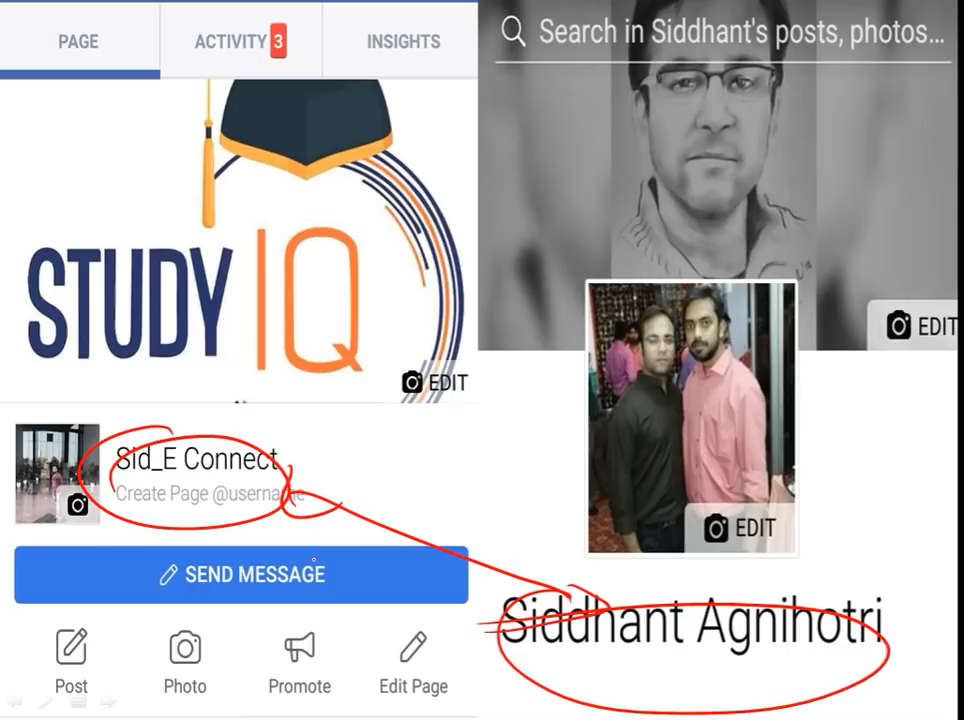 PAGE
ACTIVITY 3
INSIGHTS
STUDY IQ
EDIT
Sid_E Connect
Create Page @username
SEND MESSAGE
Post
Photo
Promote
Edit Page
Search in Siddhant's posts, photos...
EDIT
EDIT
Siddhant Agnihotri